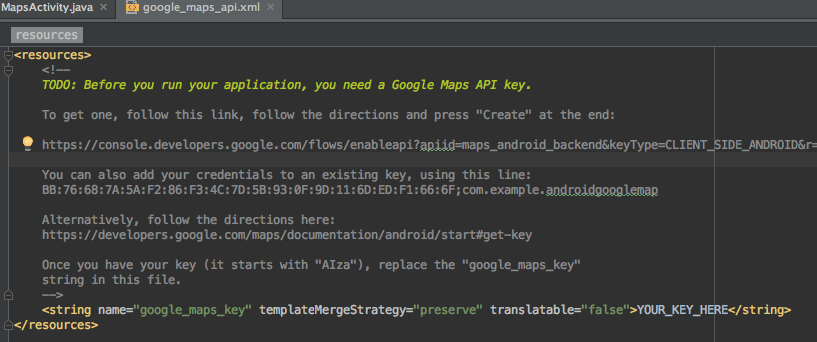 MapsActivity.java × google_maps_api.xml ×
resources
<resources>
<!--
TODO: Before you run your application, you need a Google Maps API key.
To get one, follow this link, follow the directions and press "Create" at the end:
https://console.developers.google.com/flows/enableapi?apiid=maps_android_backend&keyType=CLIENT_SIDE_ANDROID&r=
You can also add your credentials to an existing key, using this line:
BB:76:68:7A:5A:F2:86:F3:4C:7D:5B:93:0F:9D:11:6D:ED:F1:66:6F;com.example.androidgooglemap
Alternatively, follow the directions here:
https://developers.google.com/maps/documentation/android/start#get-key
Once you have your key (it starts with "AIza"), replace the "google_maps_key"
string in this file.
-->
<string name="google_maps_key" templateMergeStrategy="preserve" translatable="false">YOUR_KEY_HERE</string>
</resources>